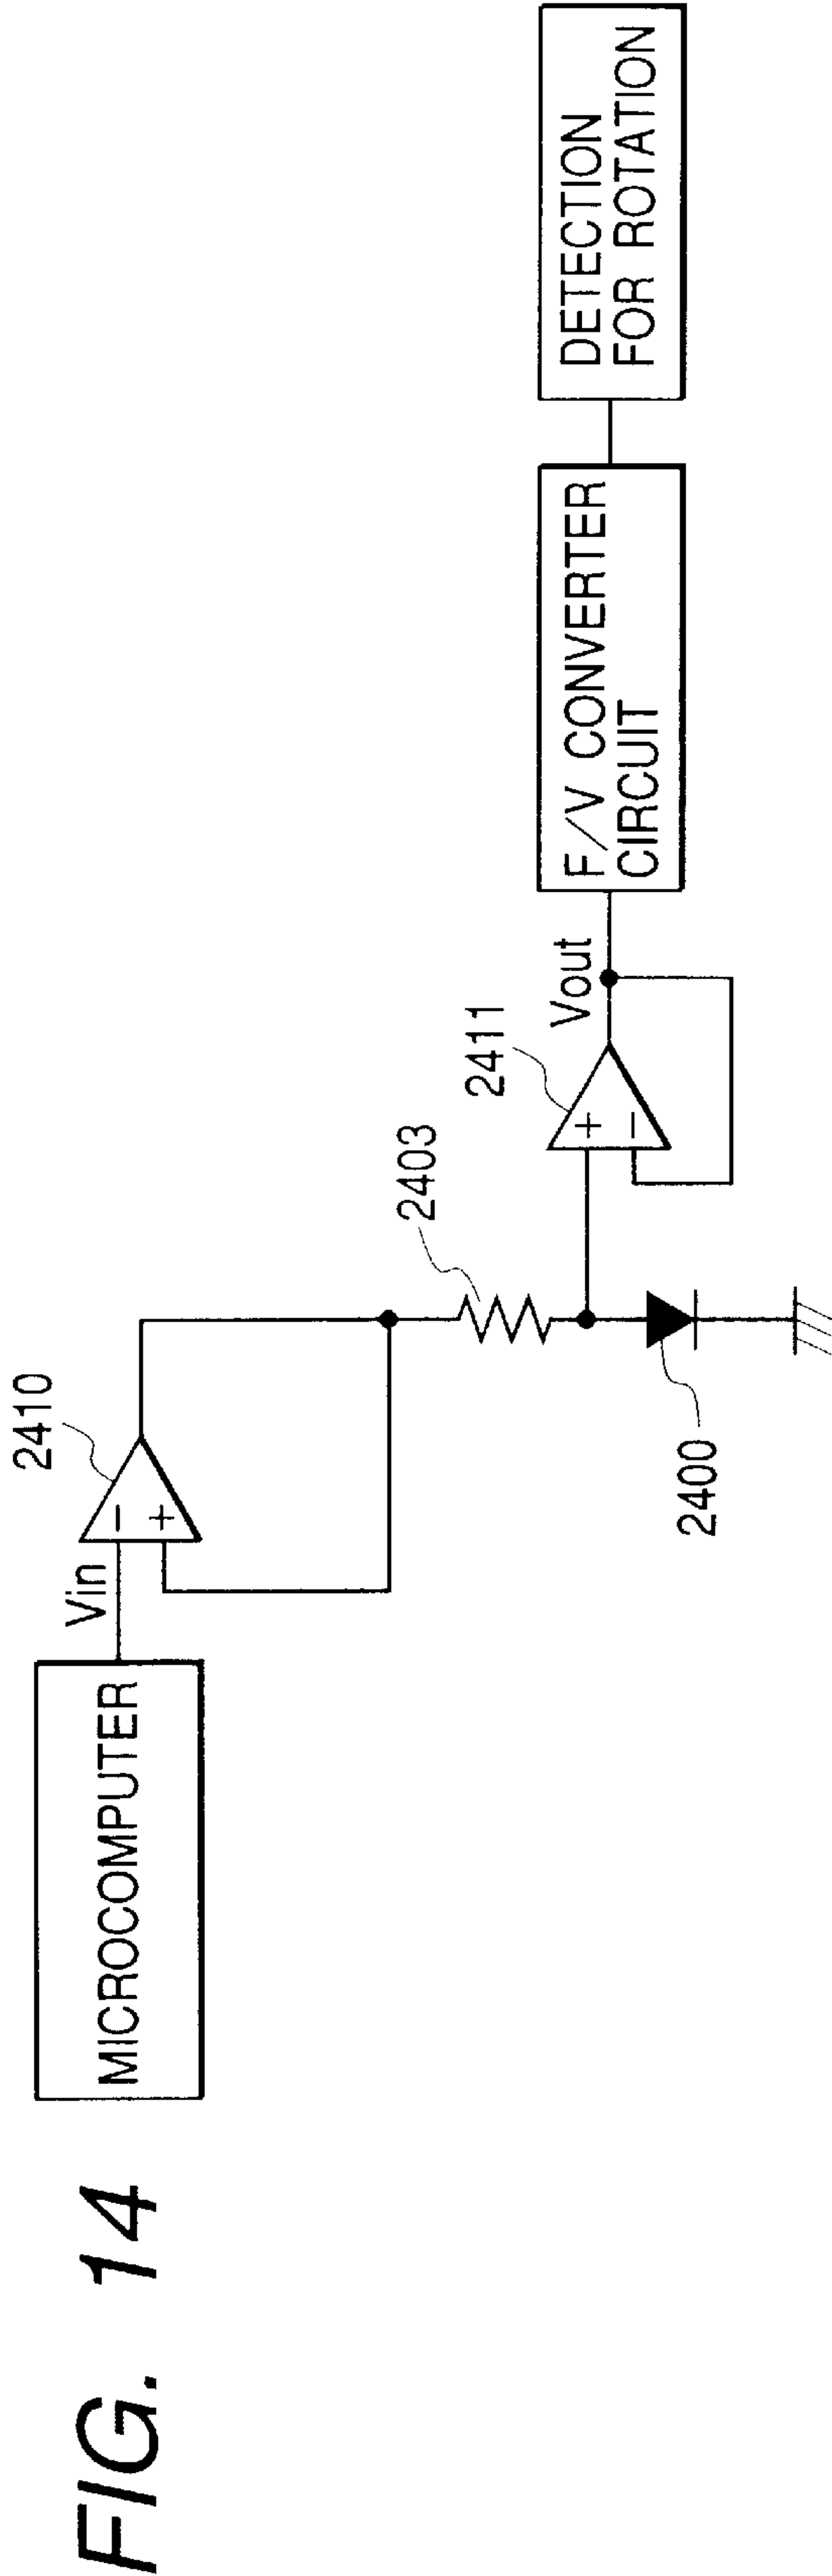 FIG. 14
MICROCOMPUTER
Vin
2410
−
+
2403
2400
2411
+
−
Vout
F/V CONVERTER
CIRCUIT
DETECTION
FOR ROTATION